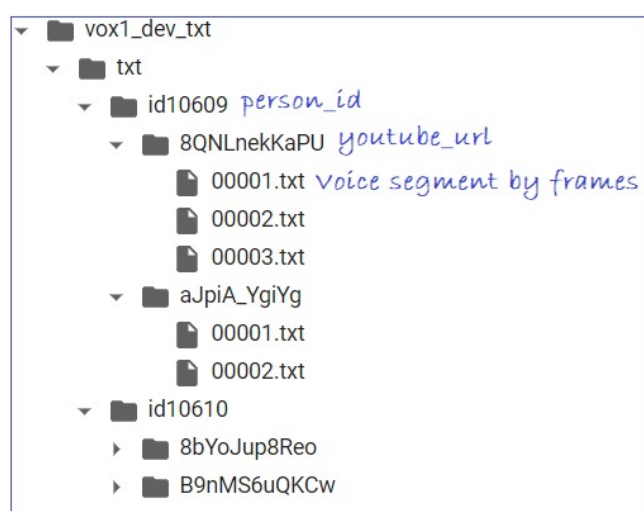 vox1_dev_txt
txt
id10609 person_id
8QNLnekKaPU youtube_url
00001.txt Voice segment by frames
00002.txt
00003.txt
aJpiA_YgiYg
00001.txt
00002.txt
id10610
8bYoJup8Reo
B9nMS6uQKCw